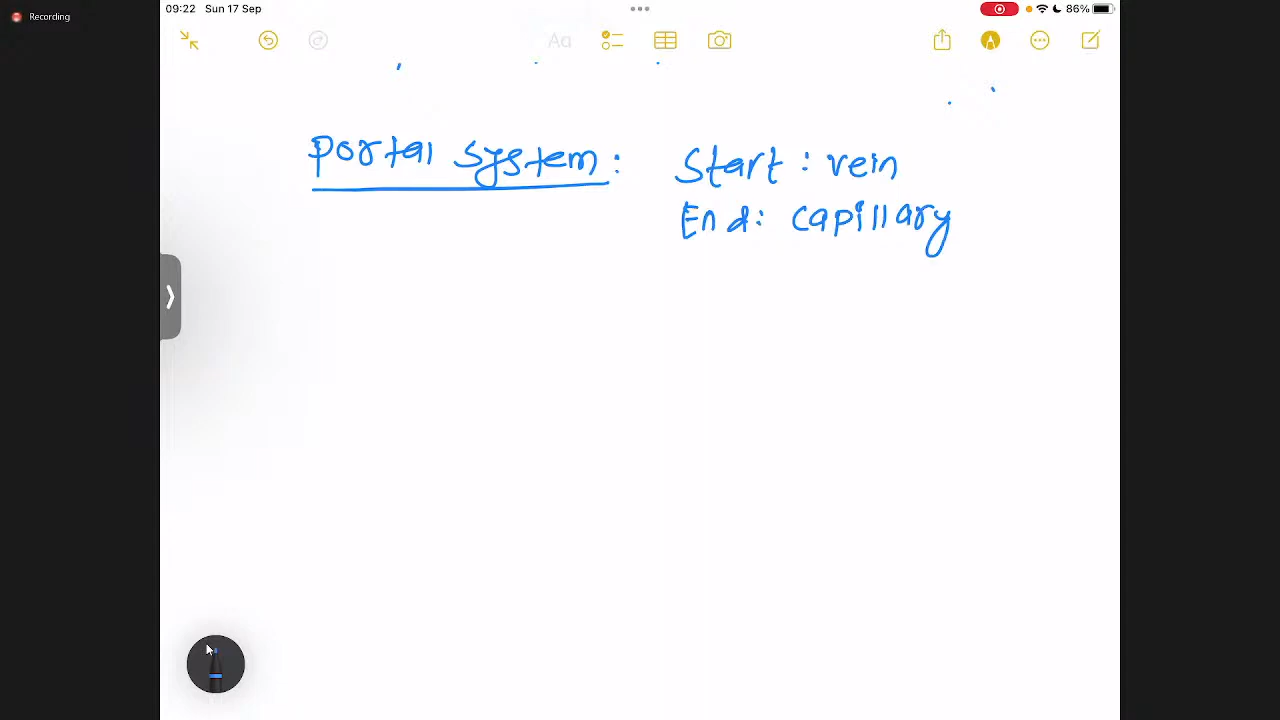 Recording
09:22 Sun 17 Sep
86%
Aa
Portal system: Start: vein
End: capillary